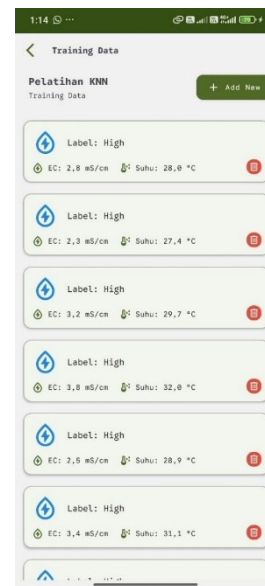 1:14
Training Data
Pelatihan KNN
Training Data
+ Add New
Label: High
EC: 2,8 mS/cm Suhu: 28,0 °C
Label: High
EC: 2,3 mS/cm Suhu: 27,4 °C
Label: High
EC: 3,2 mS/cm Suhu: 29,7 °C
Label: High
EC: 3,8 mS/cm Suhu: 32,0 °C
Label: High
EC: 2,5 mS/cm Suhu: 28,9 °C
Label: High
EC: 3,4 mS/cm Suhu: 31,1 °C